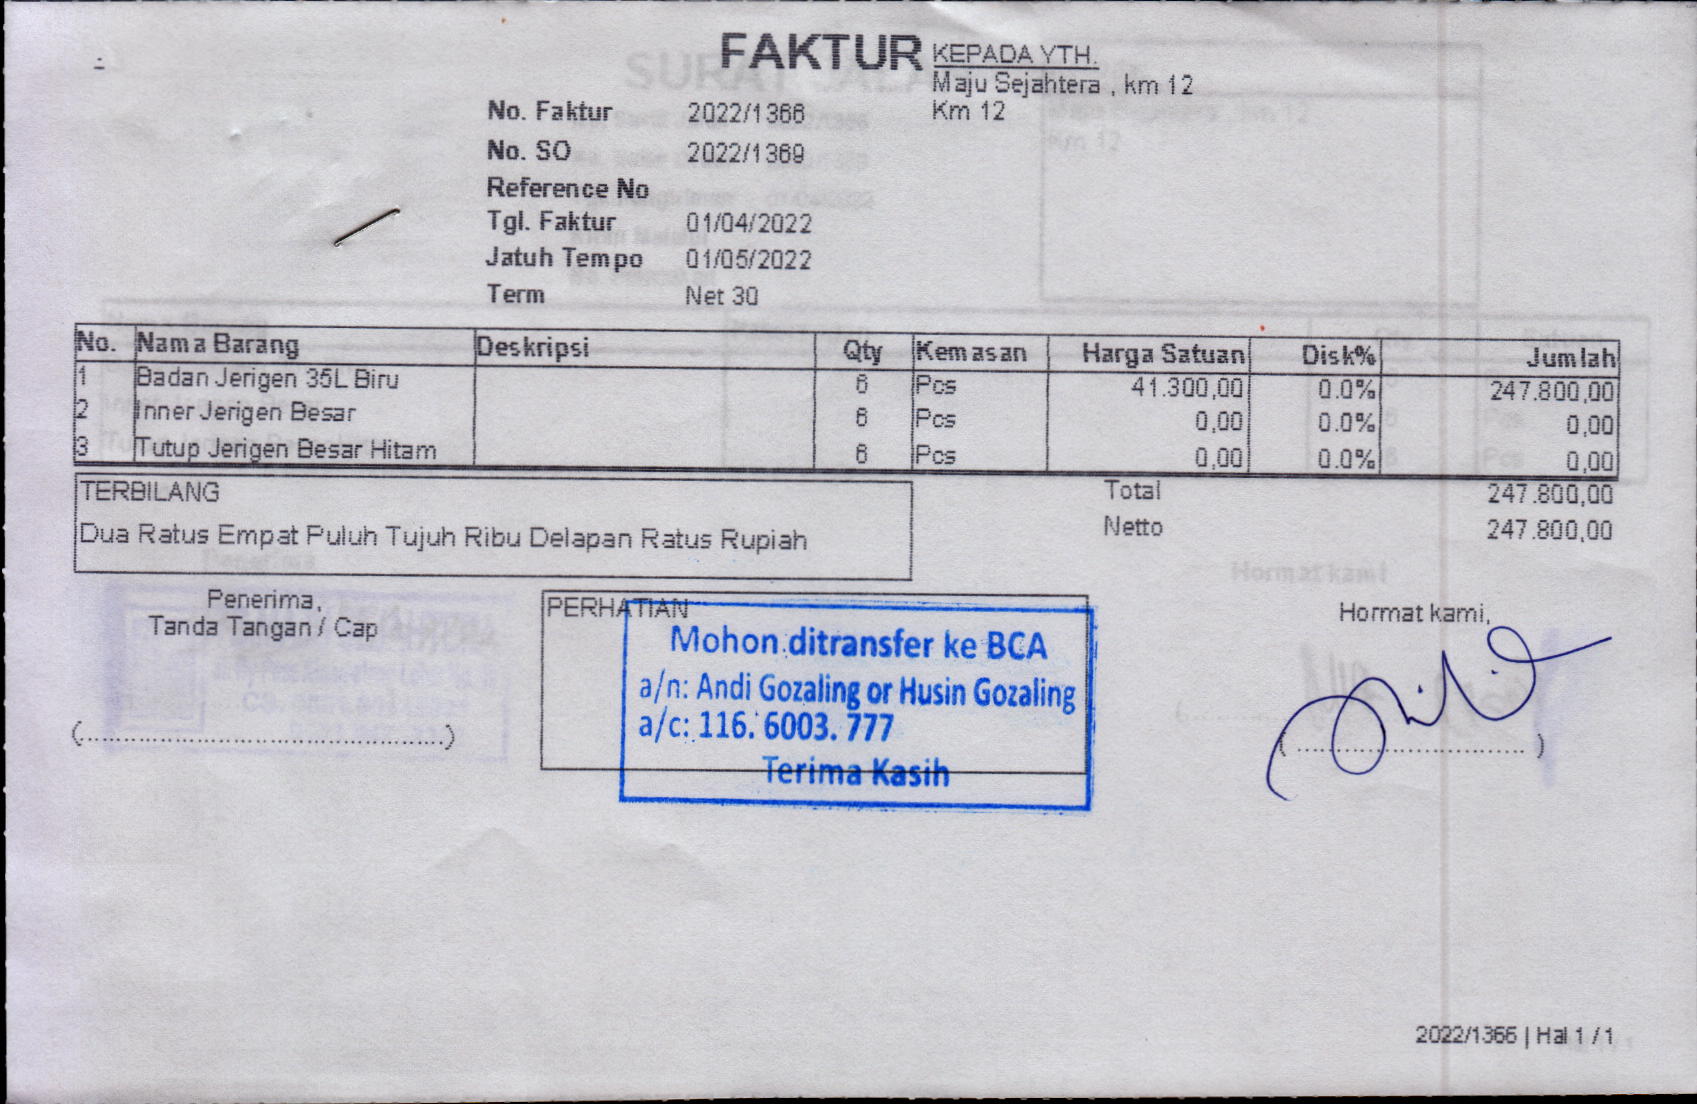 FAKTUR
KEPADA YTH.
Maju Sejahtera , km 12
Km 12
No. Faktur 2022/1366
No. SO 2022/1369
Reference No
Tgl. Faktur 01/04/2022
Jatuh Tempo 01/05/2022
Term Net 30
No. Nama Barang Deskripsi Qty Kemasan Harga Satuan Disk% Jumlah
1 Badan Jerigen 35L Biru 6 Pcs 41.300,00 0.0% 247.800,00
2 Inner Jerigen Besar 6 Pcs 0,00 0.0% 0,00
3 Tutup Jerigen Besar Hitam 6 Pcs 0,00 0.0% 0,00
TERBILANG
Dua Ratus Empat Puluh Tujuh Ribu Delapan Ratus Rupiah
Total 247.800,00
Netto 247.800,00
Penerima,
Tanda Tangan / Cap
(....................................................)
PERHATIAN
Mohon ditransfer ke BCA
a/n: Andi Gozaling or Husin Gozaling
a/c: 116. 6003. 777
Terima Kasih
Hormat kami,
( ................................ )
2022/1366 | Hal 1 / 1